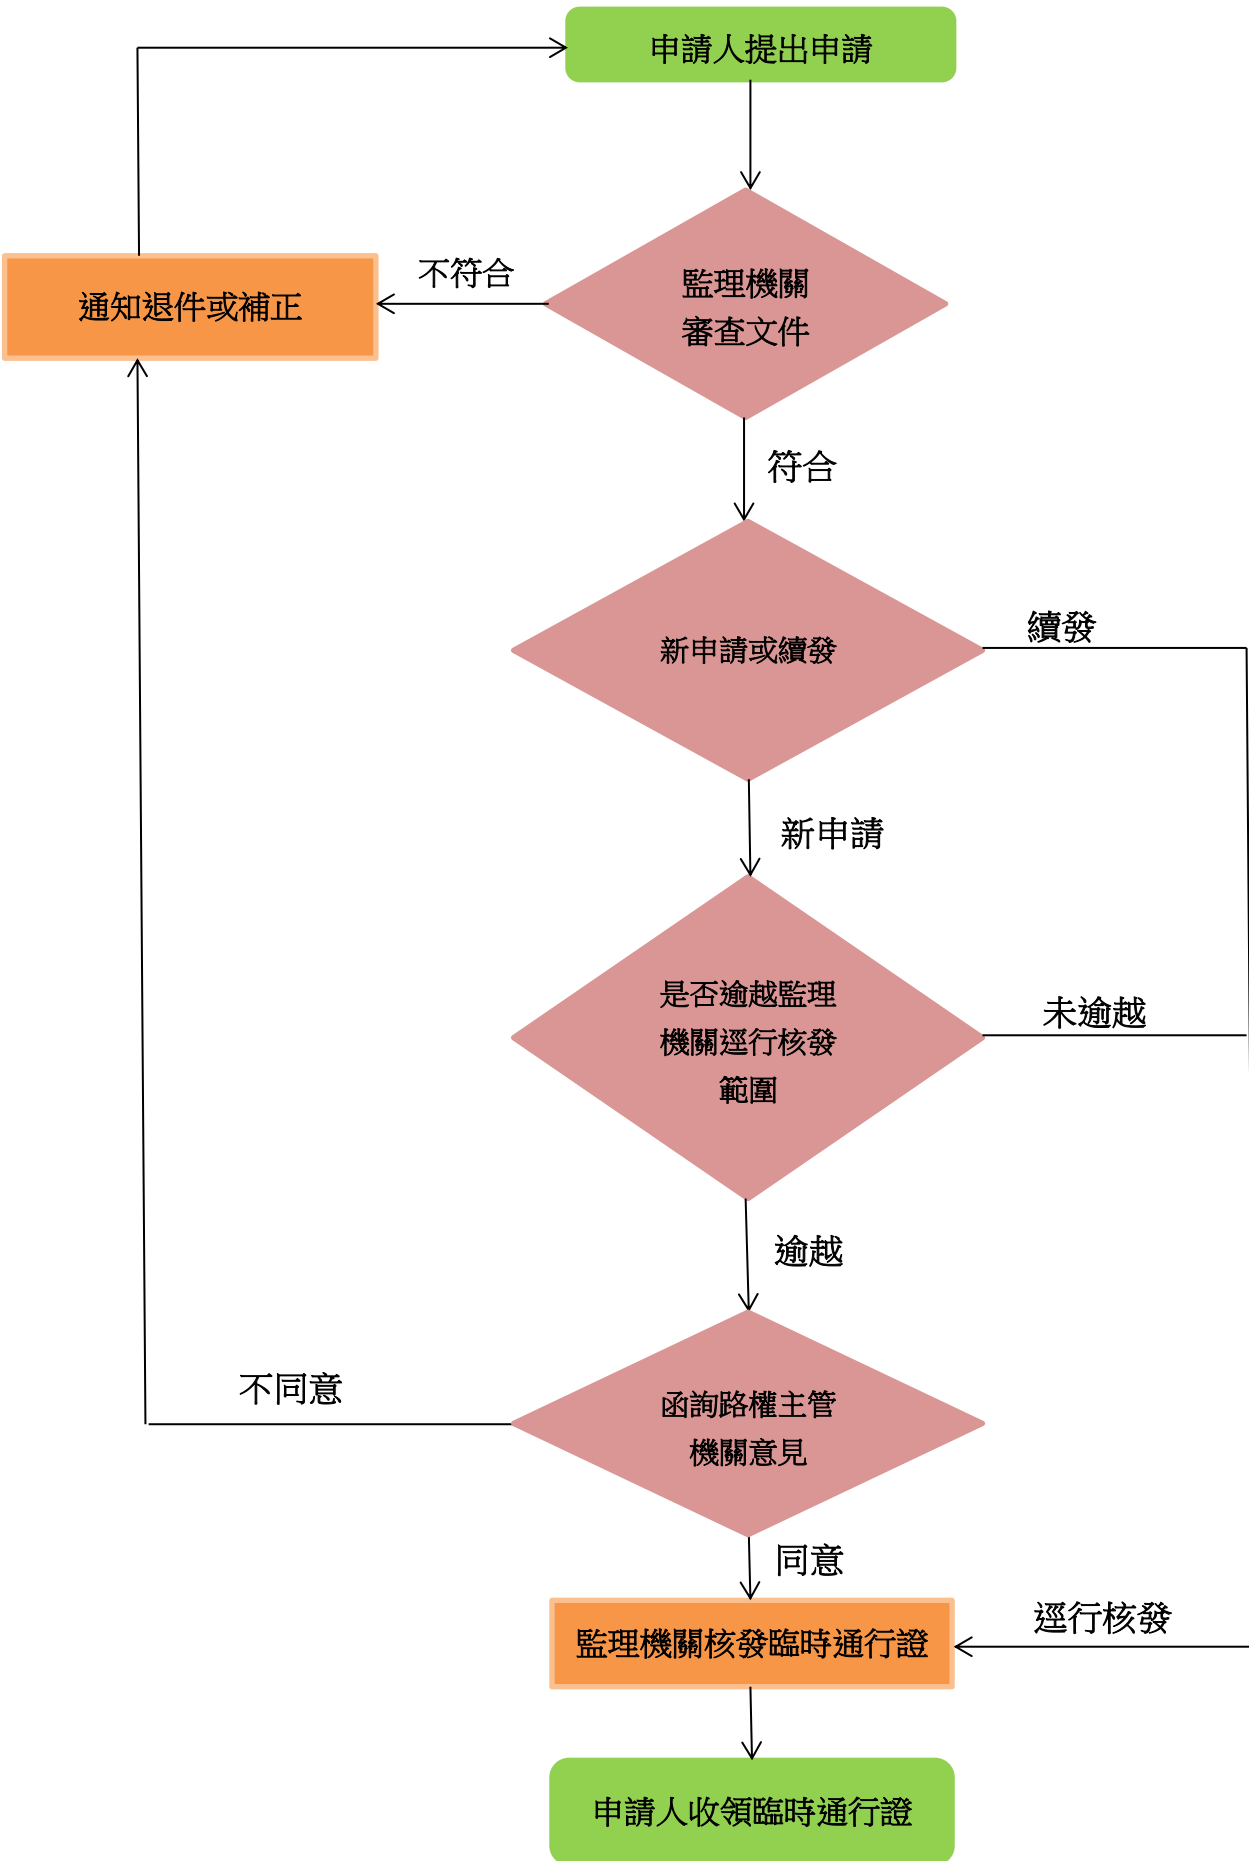 申請人提出申請
不符合
通知退件或補正
監理機關
審查文件
符合
新申請或續發
續發
新申請
是否逾越監理
機關逕行核發
範圍
未逾越
逾越
不同意
函詢路權主管
機關意見
同意
監理機關核發臨時通行證
逕行核發
申請人收領臨時通行證